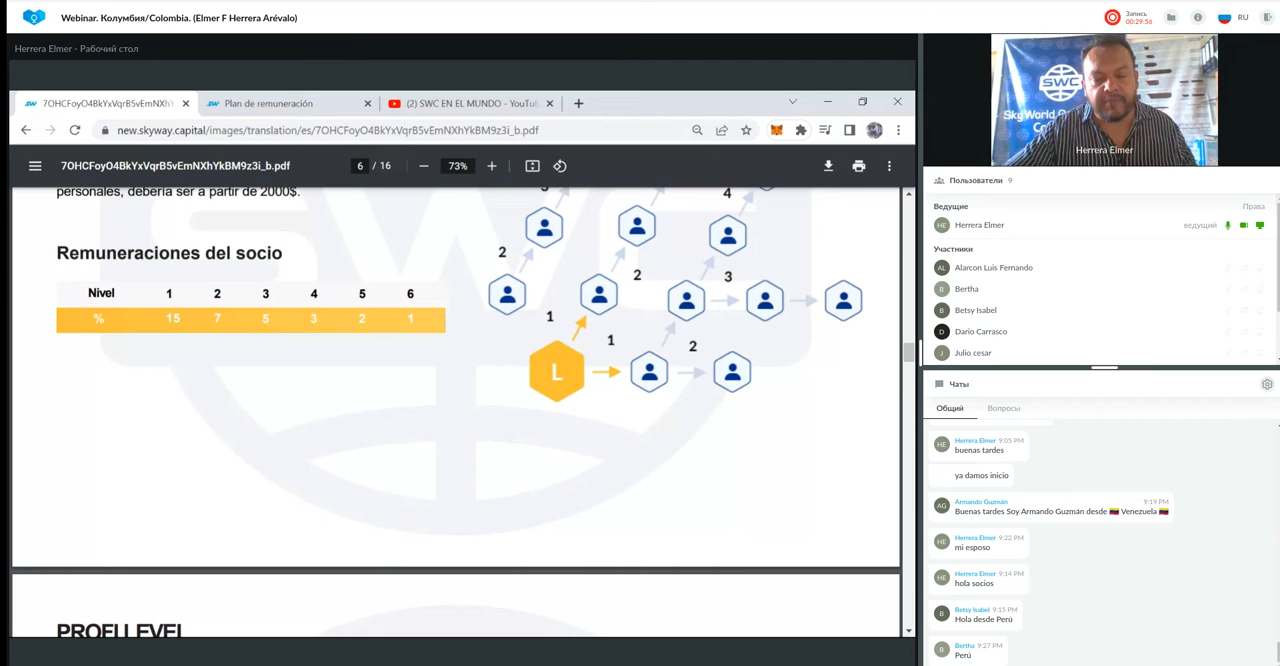 Webinar. Колумбия/Colombia. (Elmer F Herrera Arévalo)
Запись
00:29:56
RU
Herrera Elmer - Рабочий стол
7OHCFoyO4BkYxVqrB5vEmNXhY
Plan de remuneración
(2) SWC EN EL MUNDO - YouTu
new.skyway.capital/images/translation/es/7OHCFoyO4BkYxVqrB5vEmNXhYkBM9z3i_b.pdf
7OHCFoyO4BkYxVqrB5vEmNXhYkBM9z3i_b.pdf
6 / 16
73%
personales, debería ser a partir de 2000$.
Remuneraciones del socio
Nivel 1 2 3 4 5 6
% 15 7 5 3 2 1
3
4
2
2
3
1
1
2
L
PROFI LEVEL
SWC
Herrera Elmer
Пользователи 9
Ведущие
Права
HE
Herrera Elmer
ведущий
Участники
AL
Alarcon Luis Fernando
B
Bertha
B
Betsy Isabel
D
Dario Carrasco
J
Julio cesar
Чаты
Общий
Вопросы
HE
Herrera Elmer 9:05 PM
buenas tardes
ya damos inicio
AG
Armando Guzmán 9:19 PM
Buenas tardes Soy Armando Guzmán desde 🇻🇪 Venezuela 🇻🇪
HE
Herrera Elmer 9:22 PM
mi esposo
HE
Herrera Elmer 9:14 PM
hola socios
B
Betsy Isabel 9:15 PM
Hola desde Perú
B
Bertha 9:27 PM
Perú